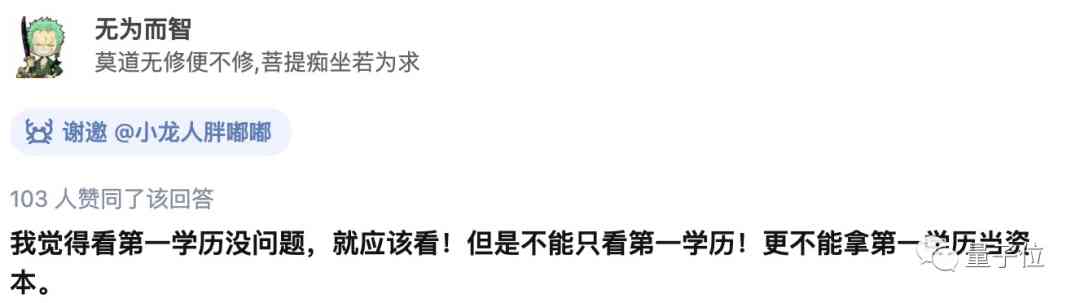 无为而智
莫道无修便不修,菩提痴坐若为求
谢邀 @小龙人胖嘟嘟
103 人赞同了该回答
我觉得看第一学历没问题，就应该看！但是不能只看第一学历！更不能拿第一学历当资
本。
量子位